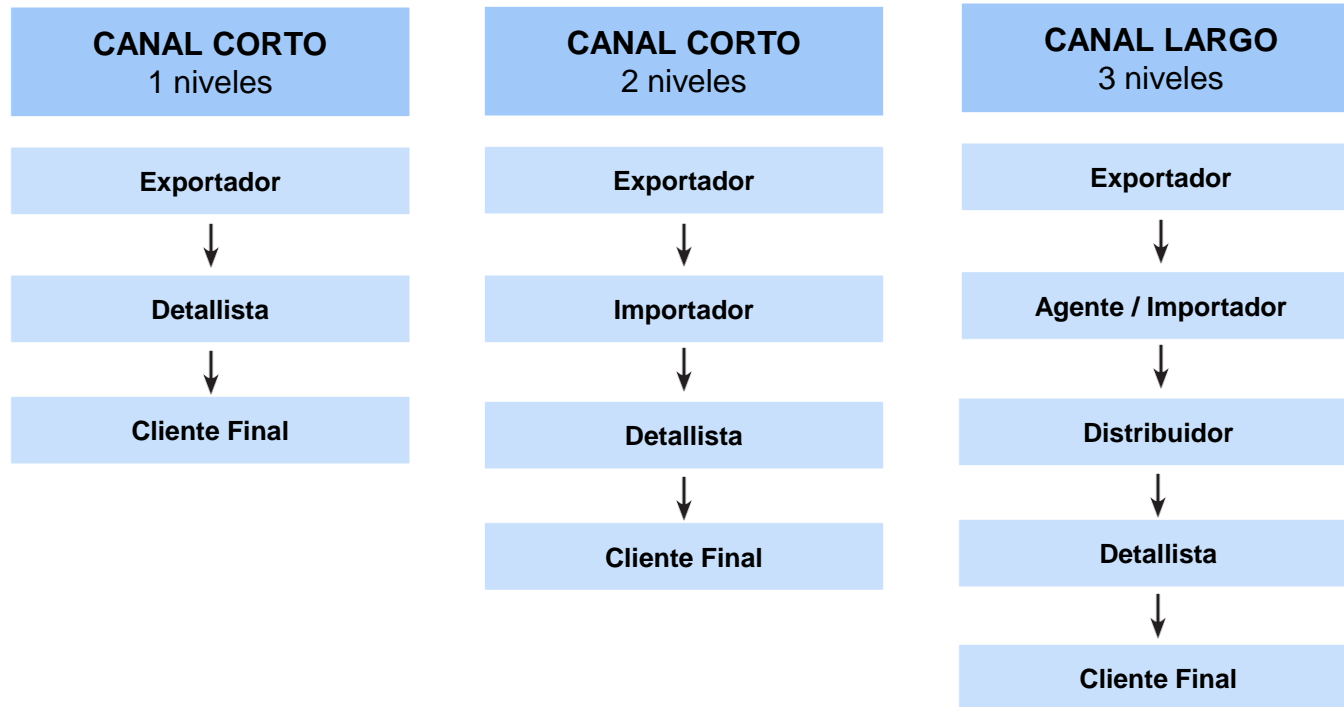 CANAL CORTO
1 niveles
Exportador
Detallista
Cliente Final
CANAL CORTO
2 niveles
Exportador
Importador
Detallista
Cliente Final
CANAL LARGO
3 niveles
Exportador
Agente / Importador
Distribuidor
Detallista
Cliente Final